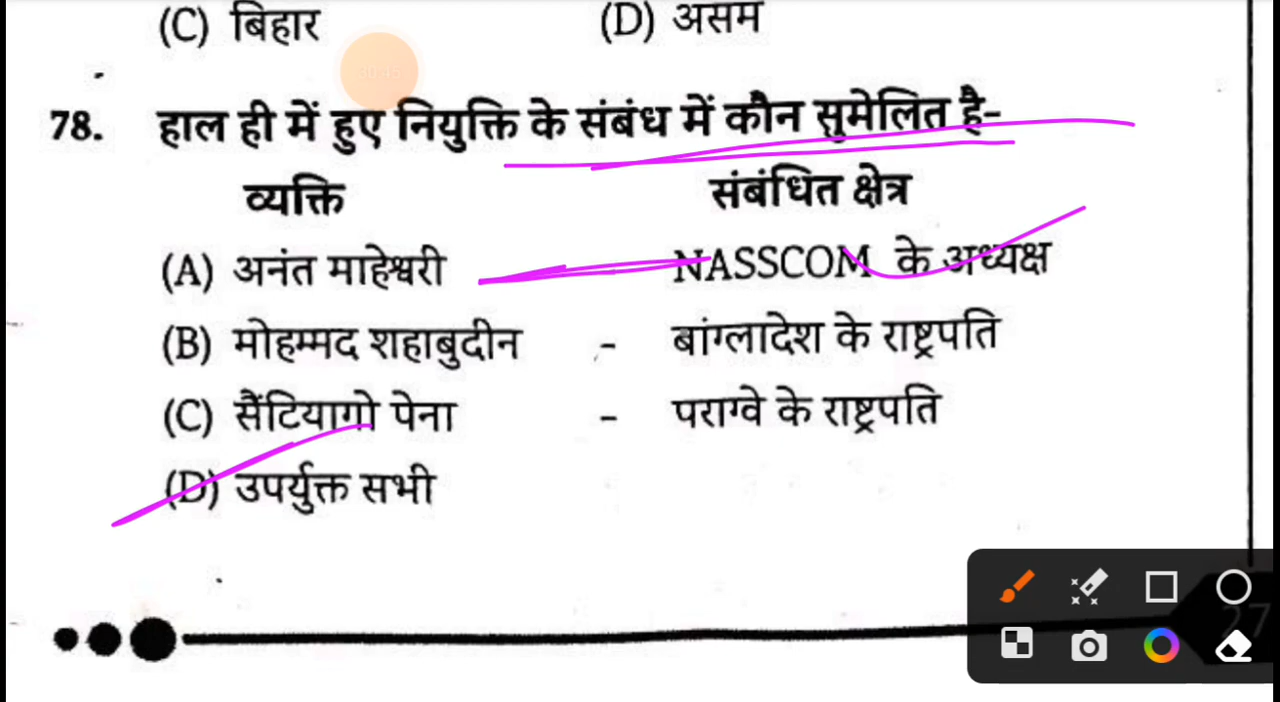 (C) बिहार (D) असम
78. हाल ही में हुए नियुक्ति के संबंध में कौन सुमेलित है-
व्यक्ति संबंधित क्षेत्र
(A) अनंत माहेश्वरी NASSCOM के अध्यक्ष
(B) मोहम्मद शहाबुदीन - बांग्लादेश के राष्ट्रपति
(C) सैंटियागो पेना - पराग्वे के राष्ट्रपति
(D) उपर्युक्त सभी